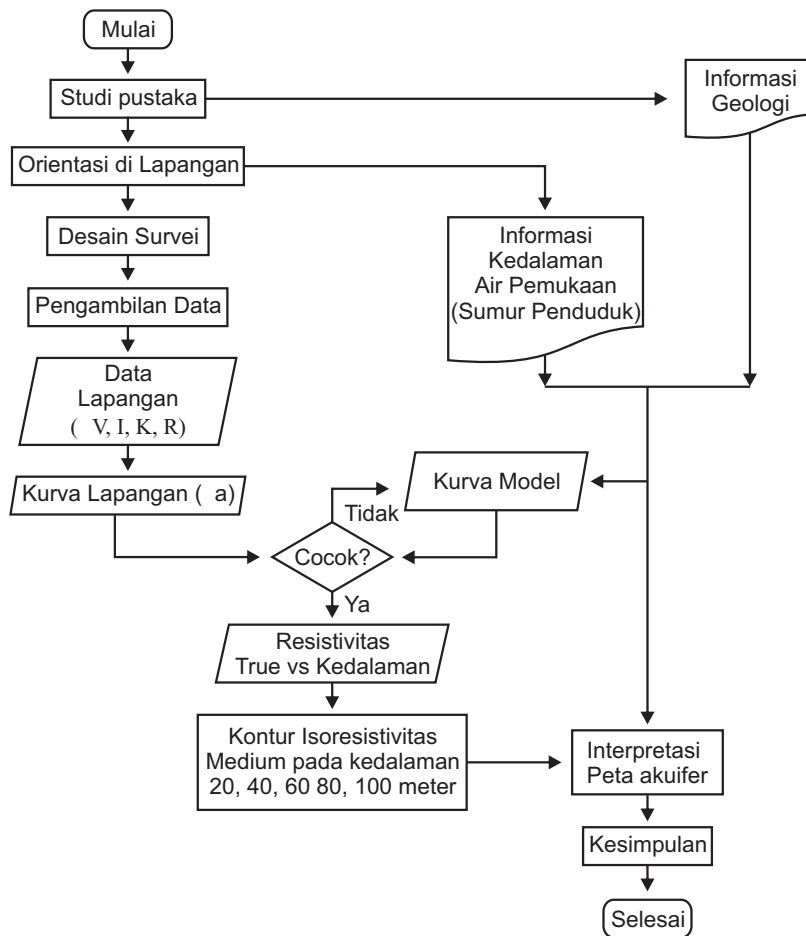 Mulai
Studi pustaka
Informasi
Geologi
Orientasi di Lapangan
Desain Survei
Informasi
Kedalaman
Air Pemukaan
(Sumur Penduduk)
Pengambilan Data
Data
Lapangan
( V, I, K, R)
Kurva Lapangan ( a)
Kurva Model
Tidak
Cocok?
Ya
Resistivitas
True vs Kedalaman
Kontur Isoresistivitas
Medium pada kedalaman
20, 40, 60 80, 100 meter
Interpretasi
Peta akuifer
Kesimpulan
Selesai